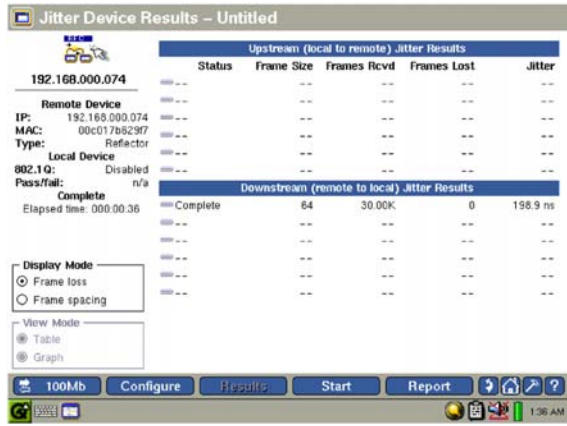 Jitter Device Results – Untitled
RFC
192.168.000.074
Remote Device
IP: 192.168.000.074
MAC: 00c017b629f7
Type: Reflector
Local Device
802.1Q: Disabled
Pass/fail: n/a
Complete
Elapsed time: 000:00:36
Display Mode
Frame loss
Frame spacing
View Mode
Table
Graph
Upstream (local to remote) Jitter Results
Status Frame Size Frames Rcvd Frames Lost Jitter
-- -- -- -- --
-- -- -- -- --
-- -- -- -- --
-- -- -- -- --
-- -- -- -- --
-- -- -- -- --
Downstream (remote to local) Jitter Results
Complete 64 30.00K 0 198.9 ns
-- -- -- -- --
-- -- -- -- --
-- -- -- -- --
-- -- -- -- --
-- -- -- -- --
100Mb Configure Results Start Report ?
1:36 AM